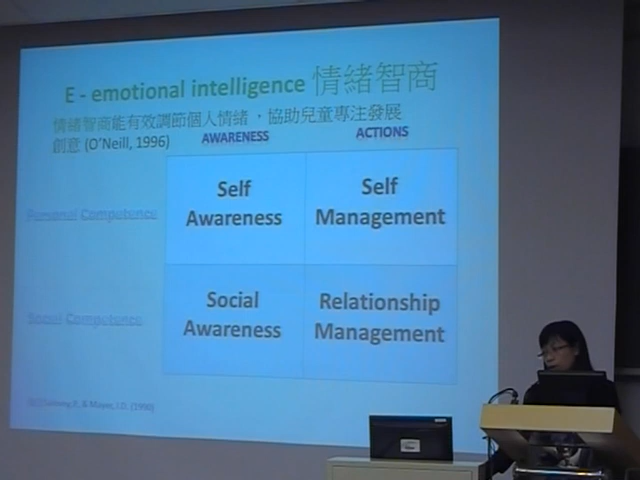 E - emotional intelligence 情緒智商
情緒智商能有效調節個人情緒，協助兒童專注發展
創意 (O'Neill, 1996)
AWARENESS ACTIONS
Personal Competence
Self Awareness
Self Management
Social Competence
Social Awareness
Relationship Management
& Mayer, J.D. (1990)